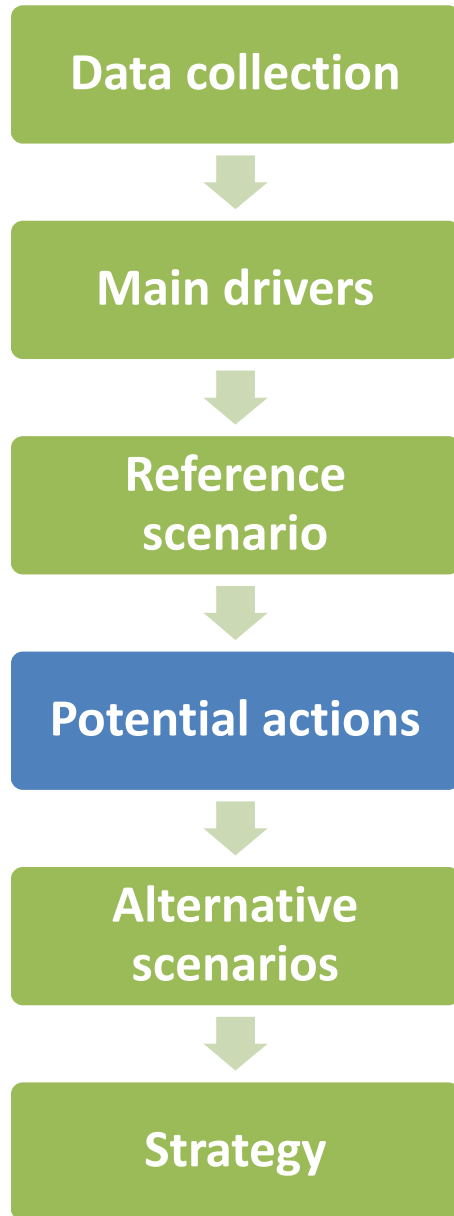 Data collection
Main drivers
Reference
scenario
Potential actions
Alternative
scenarios
Strategy